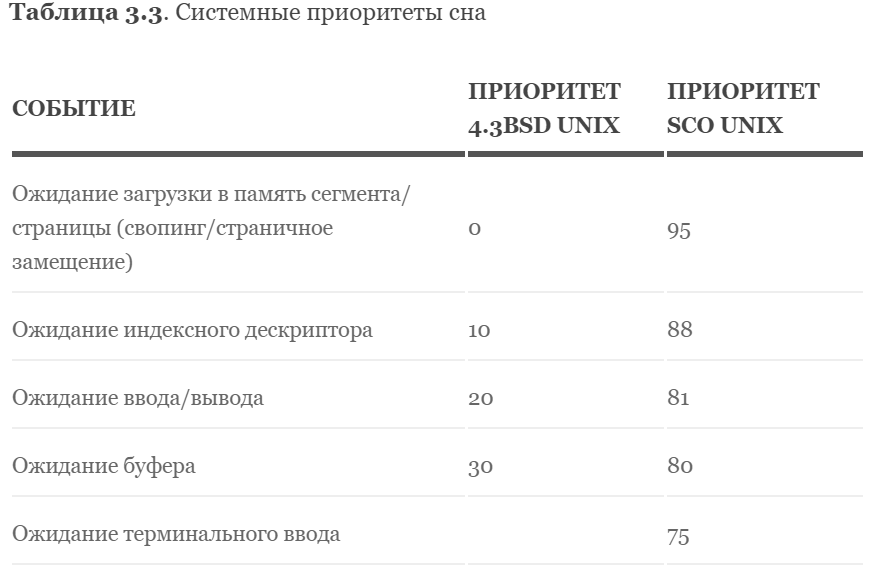 Таблица 3.3. Системные приоритеты сна
СОБЫТИЕ
ПРИОРИТЕТ
4.3BSD UNIX
ПРИОРИТЕТ
SCO UNIX
Ожидание загрузки в память сегмента/
страницы (свопинг/страничное
замещение)
0
95
Ожидание индексного дескриптора
10
88
Ожидание ввода/вывода
20
81
Ожидание буфера
30
80
Ожидание терминального ввода
75